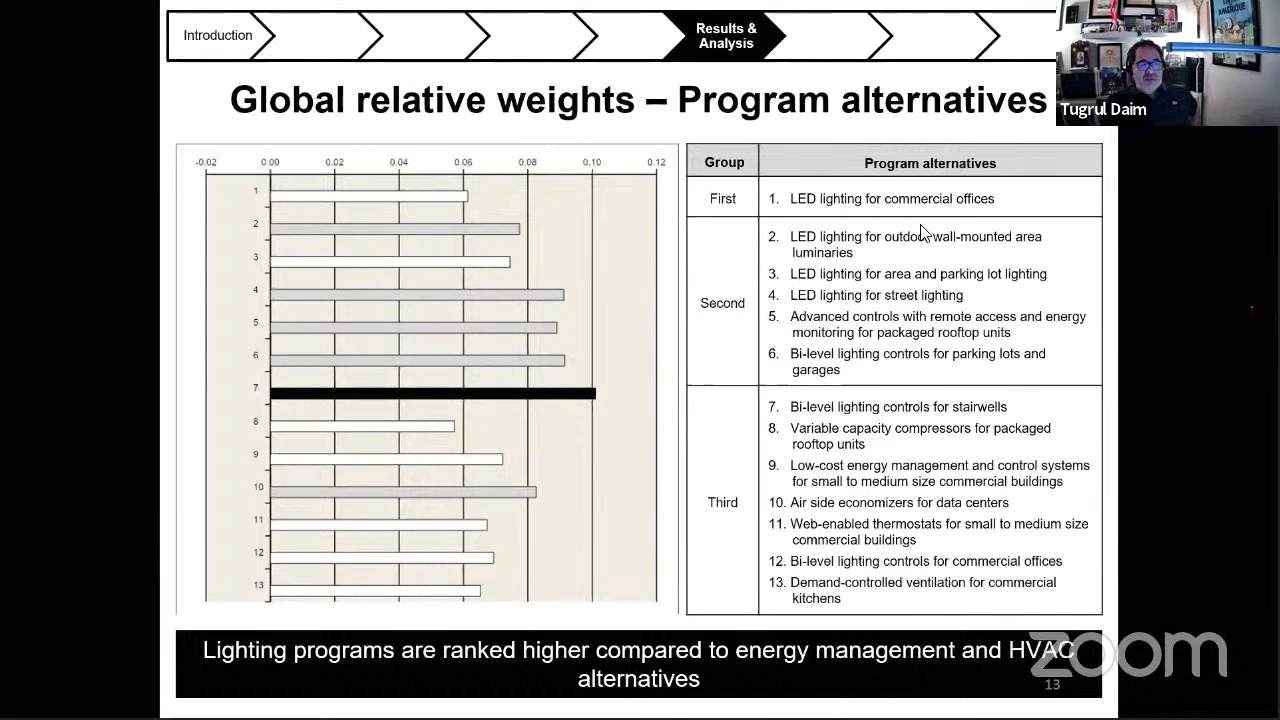 Introduction
Results &
Analysis
AMÉRIQUE
Tugrul Daim
Global relative weights – Program alternatives
-0.02 0.00 0.02 0.04 0.06 0.08 0.10 0.12
1
2
3
4
5
6
7
8
9
10
11
12
13
Group Program alternatives
First
1. LED lighting for commercial offices
Second
2. LED lighting for outdoor wall-mounted area
luminaries
3. LED lighting for area and parking lot lighting
4. LED lighting for street lighting
5. Advanced controls with remote access and energy
monitoring for packaged rooftop units
6. Bi-level lighting controls for parking lots and
garages
Third
7. Bi-level lighting controls for stairwells
8. Variable capacity compressors for packaged
rooftop units
9. Low-cost energy management and control systems
for small to medium size commercial buildings
10. Air side economizers for data centers
11. Web-enabled thermostats for small to medium size
commercial buildings
12. Bi-level lighting controls for commercial offices
13. Demand-controlled ventilation for commercial
kitchens
Lighting programs are ranked higher compared to energy management and HVAC
alternatives
zoom
13